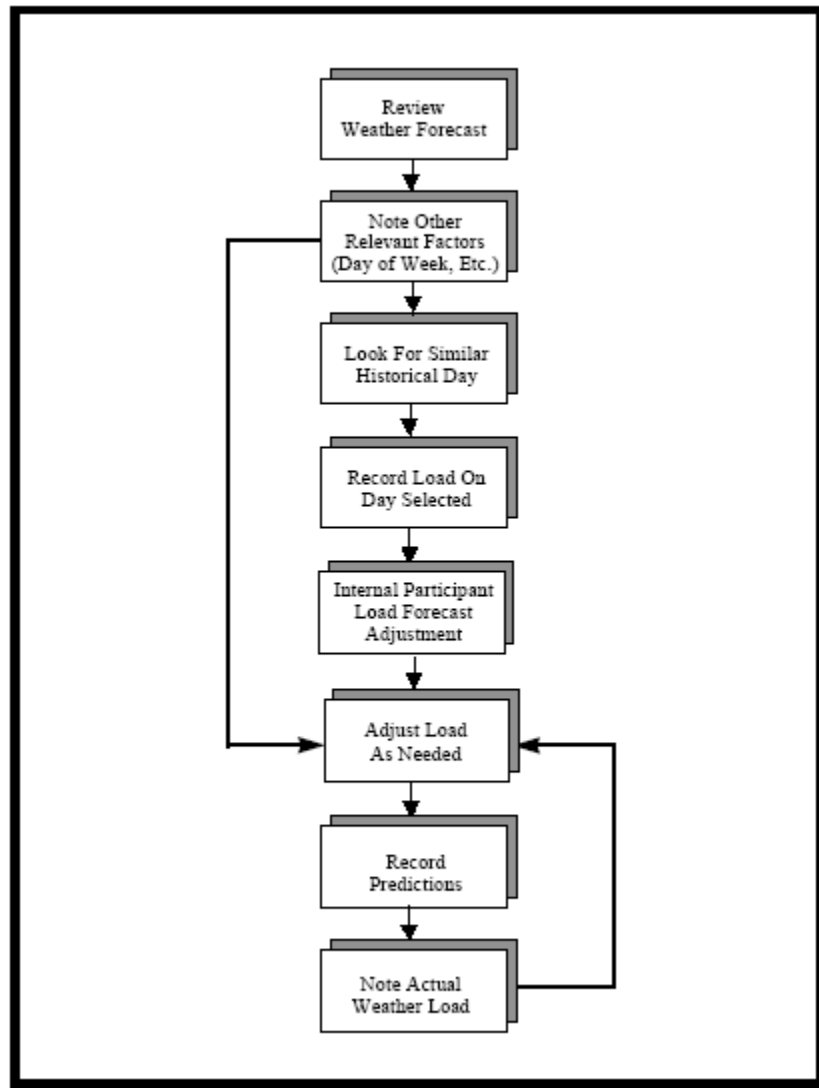 Review
Weather Forecast
Note Other
Relevant Factors
(Day of Week, Etc.)
Look For Similar
Historical Day
Record Load On
Day Selected
Internal Participant
Load Forecast
Adjustment
Adjust Load
As Needed
Record
Predictions
Note Actual
Weather Load